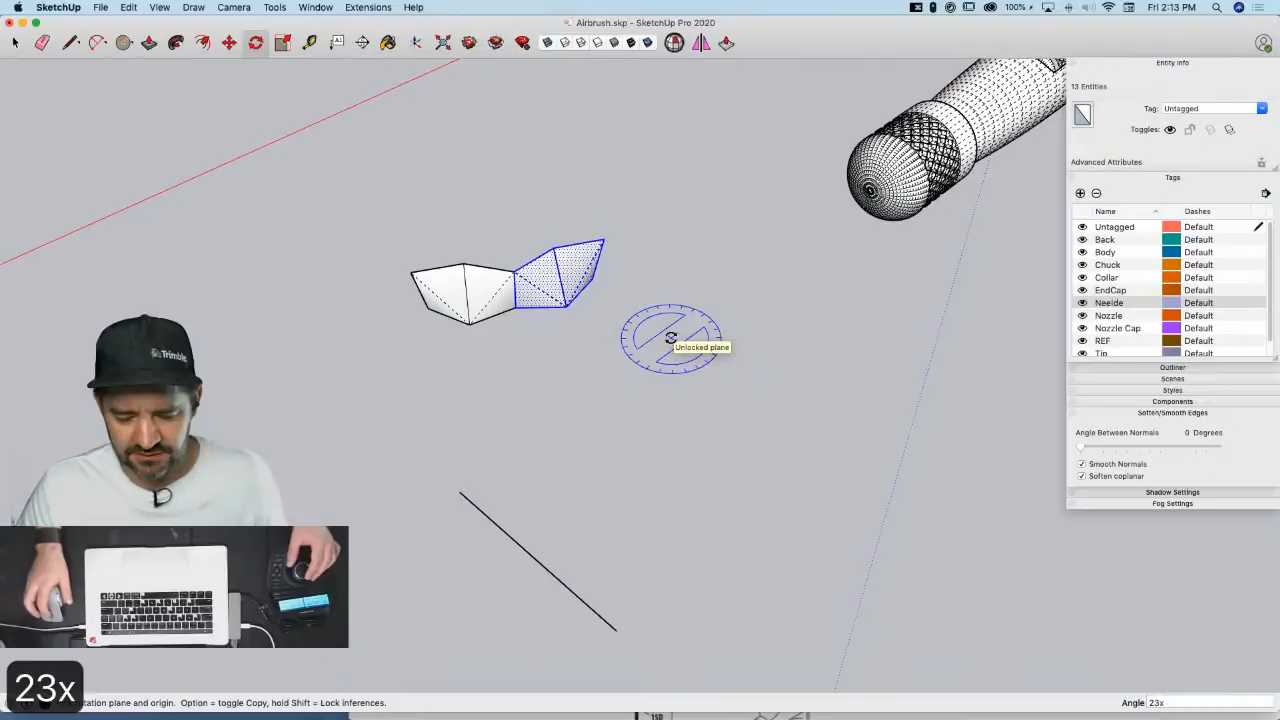 SketchUp File Edit View Draw Camera Tools Window Extensions Help
100% Fri 2:13 PM
Airbrush.skp - SketchUp Pro 2020
Entity Info
13 Entities
Tag: Untagged
Toggles:
Advanced Attributes
Tags
Name Dashes
Untagged Default
Back Default
Body Default
Chuck Default
Collar Default
EndCap Default
Neelde Default
Nozzle Default
Nozzle Cap Default
REF Default
Tip Default
Outliner
Scenes
Styles
Components
Soften/Smooth Edges
Angle Between Normals 0 Degrees
Smooth Normals
Soften coplanar
Shadow Settings
Fog Settings
Unlocked plane
Trimble
23x
plane and origin. Option = toggle Copy, hold Shift = Lock inferences.
Angle 23x